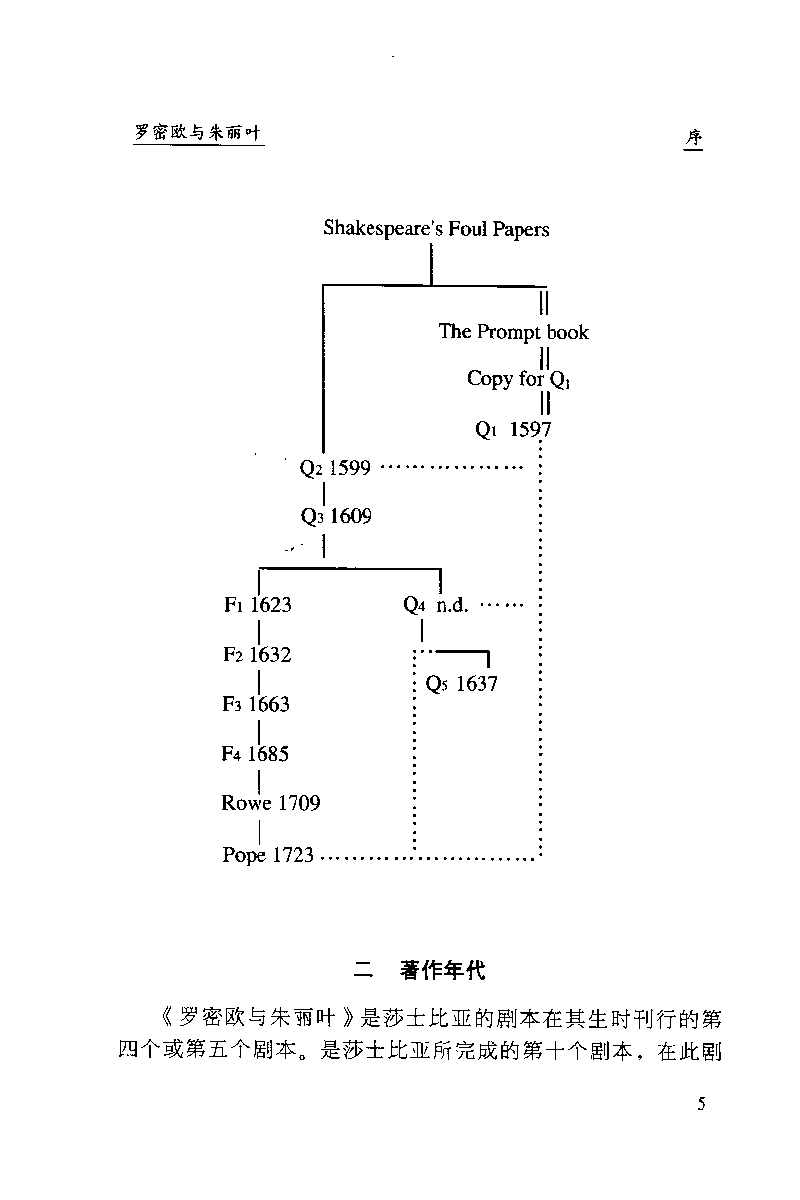 罗密欧与朱丽叶
序
Shakespeare's Foul Papers
The Prompt book
Copy for Q1
Q1 1597
Q2 1599
Q3 1609
F1 1623
Q4 n.d.
F2 1632
Q5 1637
F3 1663
F4 1685
Rowe 1709
Pope 1723
二 著作年代
《罗密欧与朱丽叶》是莎士比亚的剧本在其生时刊行的第
四个或第五个剧本。是莎士比亚所完成的第十个剧本，在此剧
5